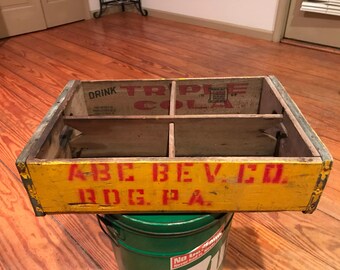 DRINK TRIPLE
COLA
ABC BEV. CO.
RDG. PA.